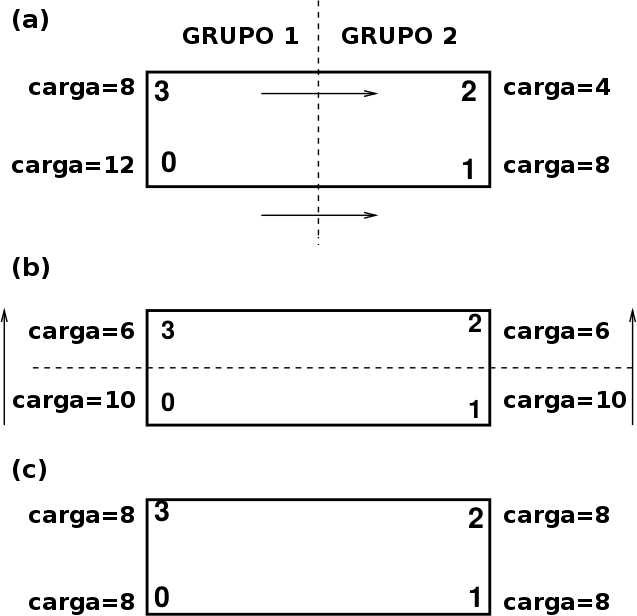 (a)
GRUPO 1 GRUPO 2
carga=8 3 2 carga=4
carga=12 0 1 carga=8
(b)
carga=6 3 2 carga=6
carga=10 0 1 carga=10
(c)
carga=8 3 2 carga=8
carga=8 0 1 carga=8